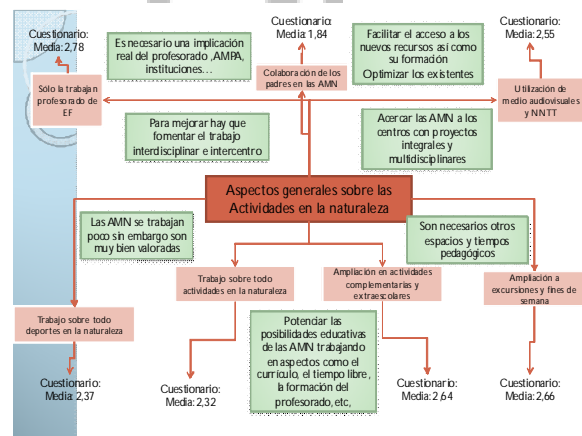 Cuestionario:
Media: 2,78
Es necesario una implicación
real del profesorado ,AMPA,
instituciones...
Cuestionario:
Media: 1,84
Facilitar el acceso a los
nuevos recursos así como
su formación
Optimizar los existentes
Cuestionario:
Media: 2,55
Sólo la trabajan
profesorado de
EF
Colaboración de los
padres en las AMN
Utilización de
medio audiovisuales
y NNTT
Para mejorar hay que
fomentar el trabajo
interdisciplinar e intercentro
Acercar las AMN a los
centros con proyectos
integrales y
multidisciplinares
Aspectos generales sobre las
Actividades en la naturaleza
Las AMN se trabajan
poco sin embargo son
muy bien valoradas
Son necesarios otros
espacios y tiempos
pedagógicos
Trabajo sobre todo
actividades en la naturaleza
Ampliación en actividades
complementarias y
extraescolares
Ampliación a
excursiones y fines de
semana
Trabajo sobre todo
deportes en la naturaleza
Potenciar las
posibilidades educativas
de las AMN trabajando
en aspectos como el
currículo, el tiempo libre,
la formación del
profesorado, etc,
Cuestionario:
Media: 2,37
Cuestionario:
Media: 2,32
Cuestionario:
Media: 2,64
Cuestionario:
Media: 2,66